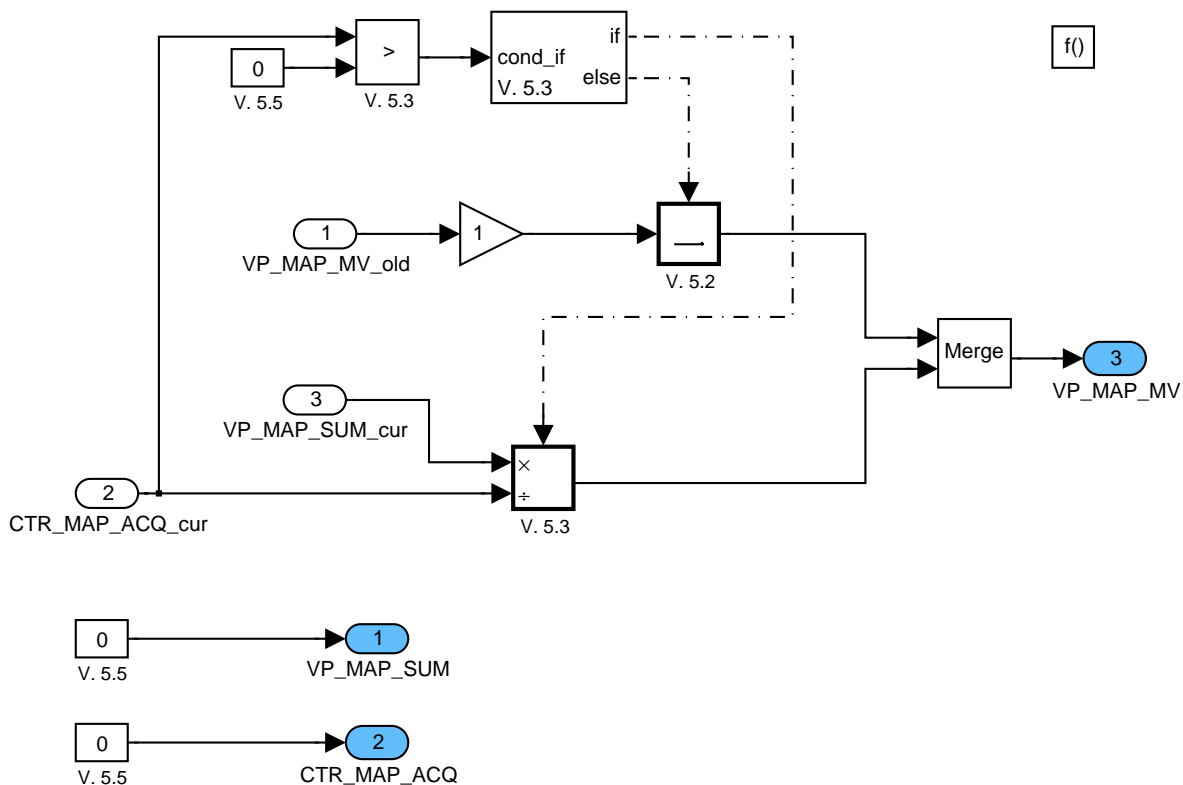 if
f()
>
cond_if
0
else
V. 5.3
V. 5.5
V. 5.3
1
1
VP_MAP_MV_old
V. 5.2
Merge
3
VP_MAP_MV
3
VP_MAP_SUM_cur
×
2
÷
CTR_MAP_ACQ_cur
V. 5.3
0
1
V. 5.5
VP_MAP_SUM
0
2
V. 5.5
CTR_MAP_ACQ